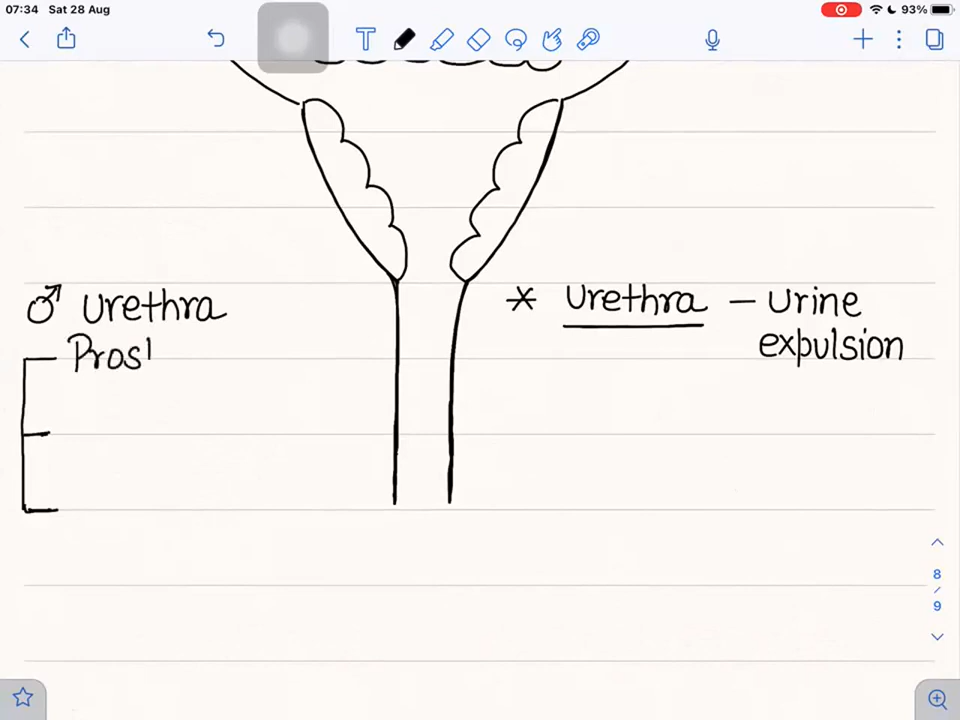 07:34 Sat 28 Aug
93%
T
♂ Urethra
Pros
* Urethra — Urine
expulsion
8
/
9